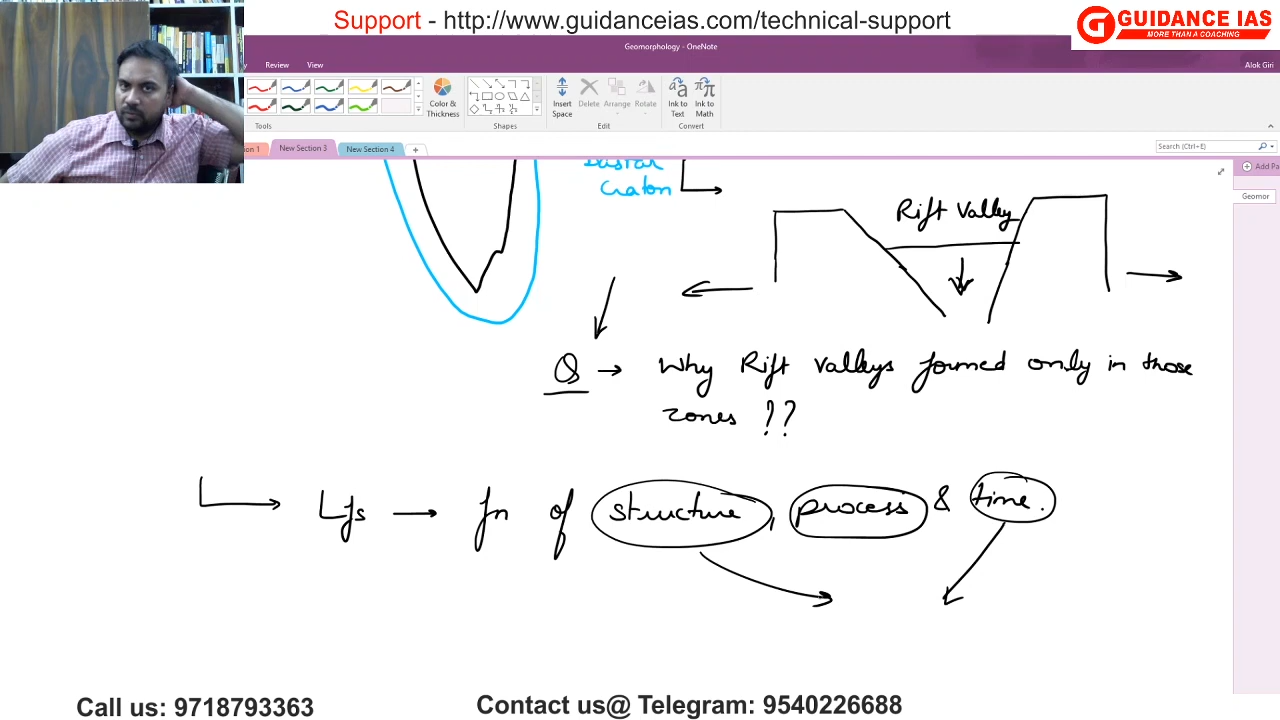 Support - http://www.guidanceias.com/technical-support
GUIDANCE IAS
MORE THAN A COACHING
Geomorphology - OneNote
Review View
Alok Giri
Color & Thickness
Insert Space
Delete
Arrange
Rotate
Ink to Text
Ink to Math
Tools
Shapes
Edit
Convert
New Section 3
New Section 4
Search (Ctrl+E)
Add Pa
Geomor
Craton
Rift Valley
Q → Why Rift Valleys formed only in those
zones ??
Lfs → fn of structure, process & time.
Call us: 9718793363
Contact us@ Telegram: 9540226688